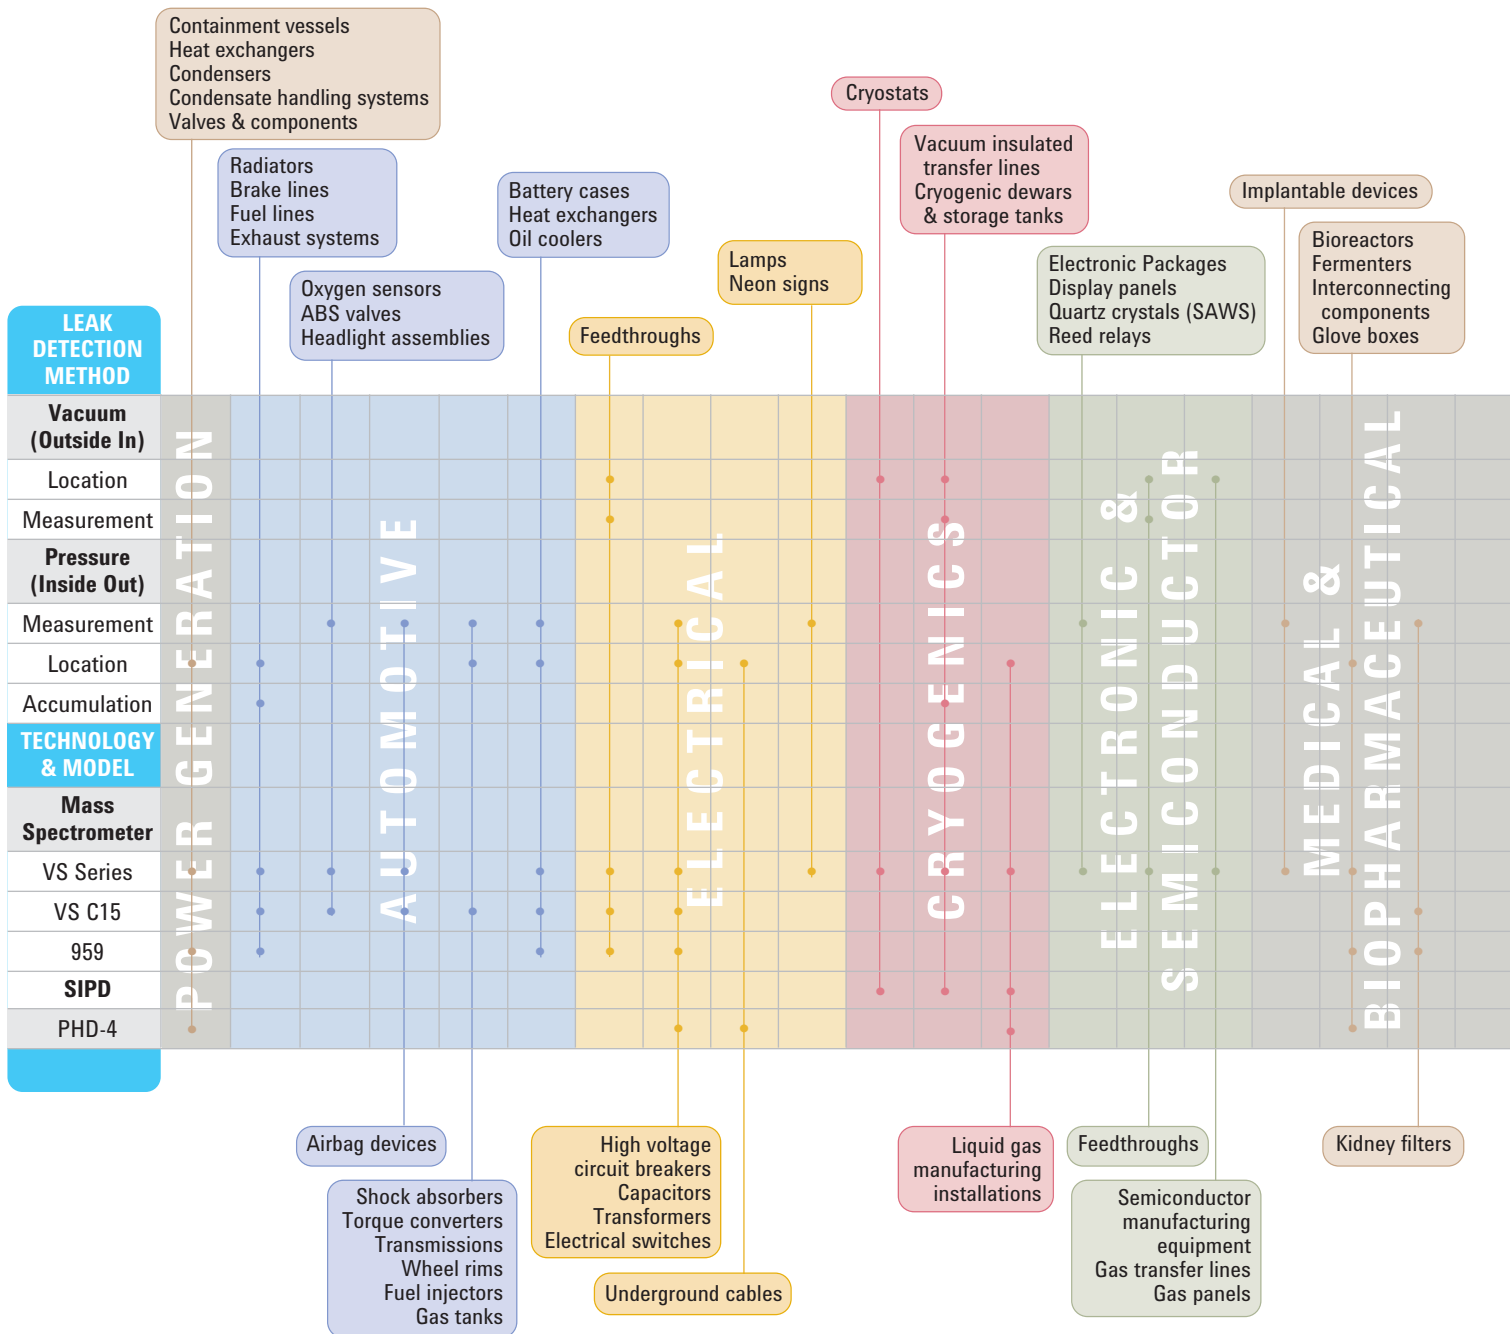 Containment vessels
Heat exchangers
Condensers
Condensate handling systems
Valves & components
Radiators
Brake lines
Fuel lines
Exhaust systems
Oxygen sensors
ABS valves
Headlight assemblies
Battery cases
Heat exchangers
Oil coolers
Feedthroughs
Lamps
Neon signs
Cryostats
Vacuum insulated
transfer lines
Cryogenic dewars
& storage tanks
Electronic Packages
Display panels
Quartz crystals (SAWS)
Reed relays
Implantable devices
Bioreactors
Fermenters
Interconnecting
components
Glove boxes
LEAK
DETECTION
METHOD
Vacuum
(Outside In)
Location
Measurement
Pressure
(Inside Out)
Measurement
Location
Accumulation
TECHNOLOGY
& MODEL
Mass
Spectrometer
VS Series
VS C15
959
SIPD
PHD-4
POWER GENERATION
AUTOMOTIVE
ELECTRICAL
CRYOGENICS
ELECTRONIC &
SEMICONDUCTOR
MEDICAL &
BIOPHARMACEUTICAL
Airbag devices
Shock absorbers
Torque converters
Transmissions
Wheel rims
Fuel injectors
Gas tanks
High voltage
circuit breakers
Capacitors
Transformers
Electrical switches
Underground cables
Liquid gas
manufacturing
installations
Feedthroughs
Semiconductor
manufacturing
equipment
Gas transfer lines
Gas panels
Kidney filters